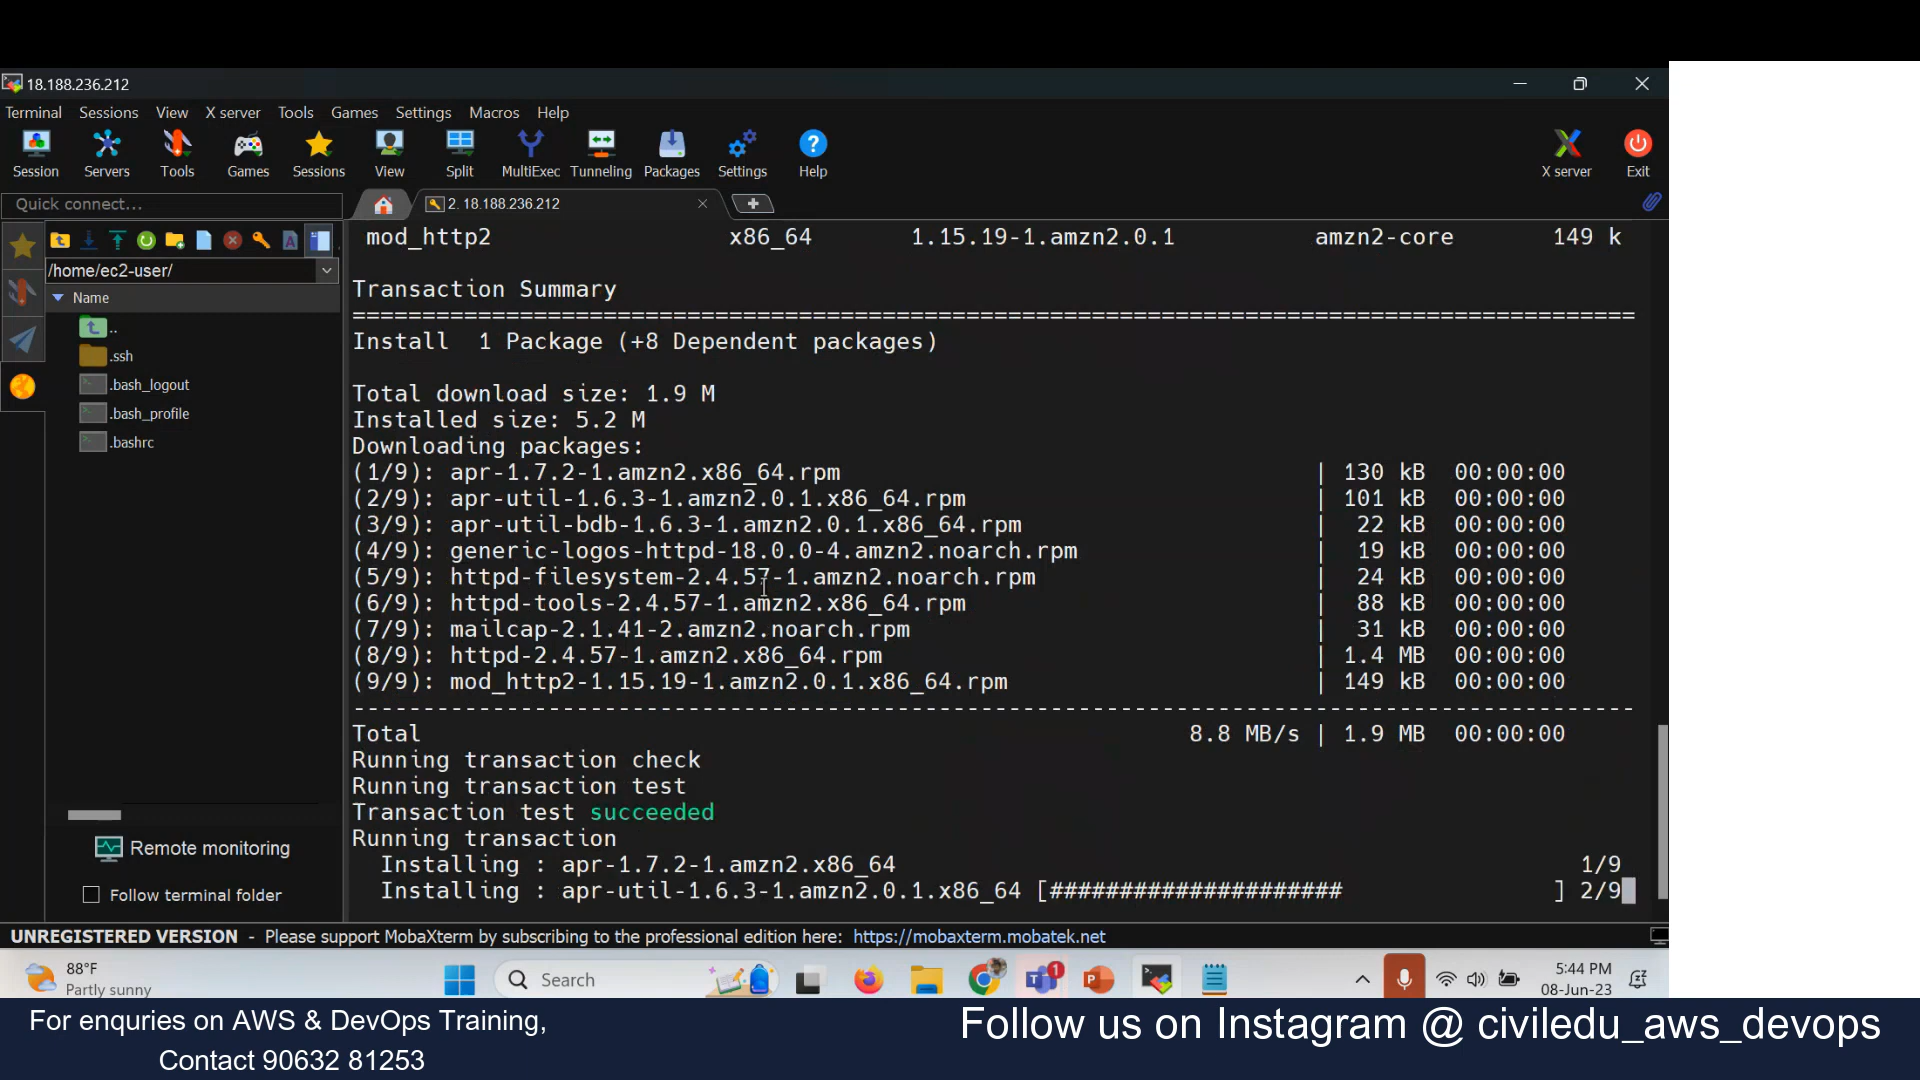 18.188.236.212
Terminal Sessions View X server Tools Games Settings Macros Help
Session Servers Tools Games Sessions View Split MultiExec Tunneling Packages Settings Help X server Exit
Quick connect...
2. 18.188.236.212
/home/ec2-user/
Name
..
.ssh
.bash_logout
.bash_profile
.bashrc
Remote monitoring
Follow terminal folder
mod_http2 x86_64 1.15.19-1.amzn2.0.1 amzn2-core 149 k
Transaction Summary
================================================================================
Install 1 Package (+8 Dependent packages)
Total download size: 1.9 M
Installed size: 5.2 M
Downloading packages:
(1/9): apr-1.7.2-1.amzn2.x86_64.rpm | 130 kB 00:00:00
(2/9): apr-util-1.6.3-1.amzn2.0.1.x86_64.rpm | 101 kB 00:00:00
(3/9): apr-util-bdb-1.6.3-1.amzn2.0.1.x86_64.rpm | 22 kB 00:00:00
(4/9): generic-logos-httpd-18.0.0-4.amzn2.noarch.rpm | 19 kB 00:00:00
(5/9): httpd-filesystem-2.4.57-1.amzn2.noarch.rpm | 24 kB 00:00:00
(6/9): httpd-tools-2.4.57-1.amzn2.x86_64.rpm | 88 kB 00:00:00
(7/9): mailcap-2.1.41-2.amzn2.noarch.rpm | 31 kB 00:00:00
(8/9): httpd-2.4.57-1.amzn2.x86_64.rpm | 1.4 MB 00:00:00
(9/9): mod_http2-1.15.19-1.amzn2.0.1.x86_64.rpm | 149 kB 00:00:00
--------------------------------------------------------------------------------
Total 8.8 MB/s | 1.9 MB 00:00:00
Running transaction check
Running transaction test
Transaction test succeeded
Running transaction
Installing : apr-1.7.2-1.amzn2.x86_64 1/9
Installing : apr-util-1.6.3-1.amzn2.0.1.x86_64 [##################### ] 2/9
UNREGISTERED VERSION - Please support MobaXterm by subscribing to the professional edition here: https://mobaxterm.mobatek.net
88°F
Partly sunny
Search
1
5:44 PM
08-Jun-23
For enquries on AWS & DevOps Training,
Contact 90632 81253
Follow us on Instagram @ civiledu_aws_devops